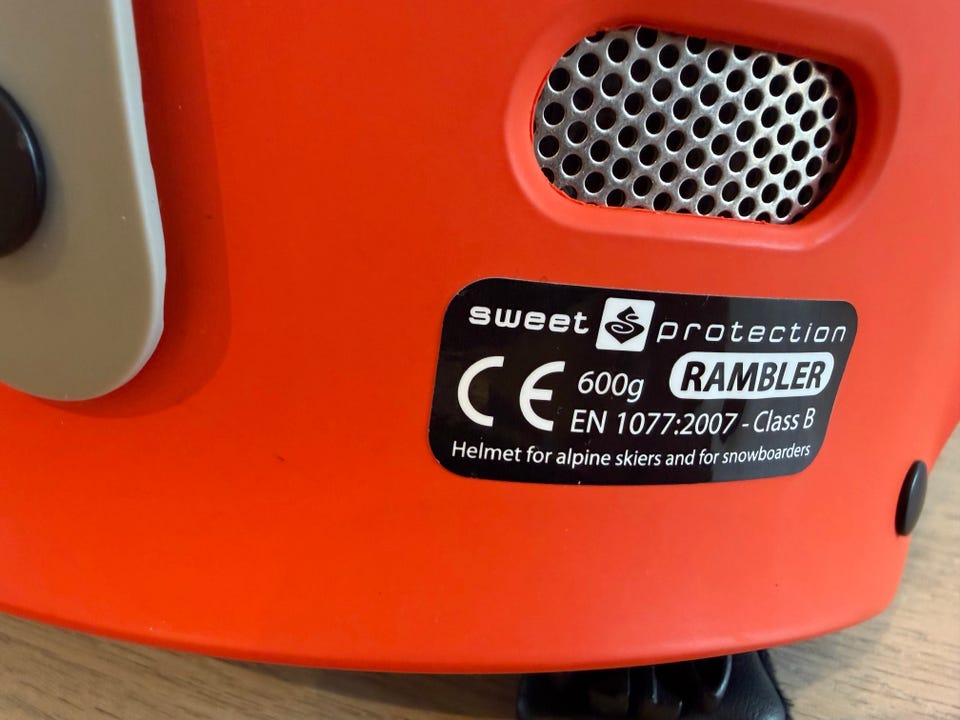 sweet protection
CE 600g RAMBLER
EN 1077:2007 - Class B
Helmet for alpine skiers and for snowboarders